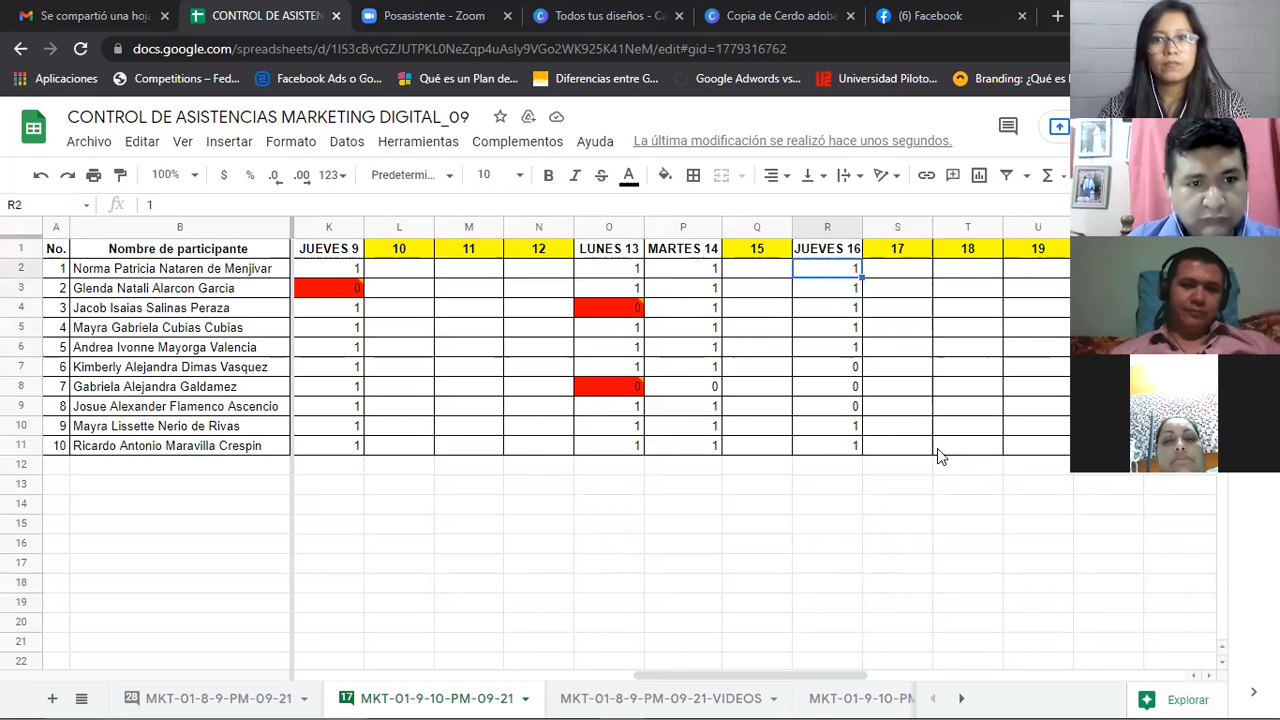 Se compartió una hoja
CONTROL DE ASISTEN
Posasistente - Zoom
Todos tus diseños - Ca
Copia de Cerdo adoba
(6) Facebook
docs.google.com/spreadsheets/d/1I53cBvtGZJUTPKL0NeZqp4uAsly9VGo2WK925K41NeM/edit#gid=1779316762
Aplicaciones
Competitions – Fed...
Facebook Ads o Go...
Qué es el plan de...
Diferencias entre G...
Google Adwords vs...
Universidad Piloto...
Branding: ¿Qué es l
CONTROL DE ASISTENCIAS MARKETING DIGITAL_09
Archivo Editar Ver Insertar Formato Datos Herramientas Complementos Ayuda La última modificación se realizó hace unos segundos.
100% $ % .0 .00 123 Predetermi... 10 B I S A
R2 fx 1
A B K L M N O P Q R S T U
1 No. Nombre de participante JUEVES 9 10 11 12 LUNES 13 MARTES 14 15 JUEVES 16 17 18 19
2 1 Norma Patricia Nataren de Menjivar 1 1 1 1
3 2 Glenda Natali Alarcon Garcia 0 1 1 1
4 3 Jacob Isaias Salinas Peraza 1 0 1 1
5 4 Mayra Gabriela Cubias Cubias 1 1 1 1
6 5 Andrea Ivonne Mayorga Valencia 1 1 1 1
7 6 Kimberly Alejandra Dimas Vasquez 1 1 1 0
8 7 Gabriela Alejandra Galdamez 1 0 0 0
9 8 Josue Alexander Flamenco Ascencio 1 1 1 0
10 9 Mayra Lissette Nerio de Rivas 1 1 1 1
11 10 Ricardo Antonio Maravilla Crespin 1 1 1 1
12
13
14
15
16
17
18
19
20
21
22
28 MKT-01-8-9-PM-09-21
17 MKT-01-9-10-PM-09-21
MKT-01-8-9-PM-09-21-VIDEOS
MKT-01-9-10-PM
Explorar